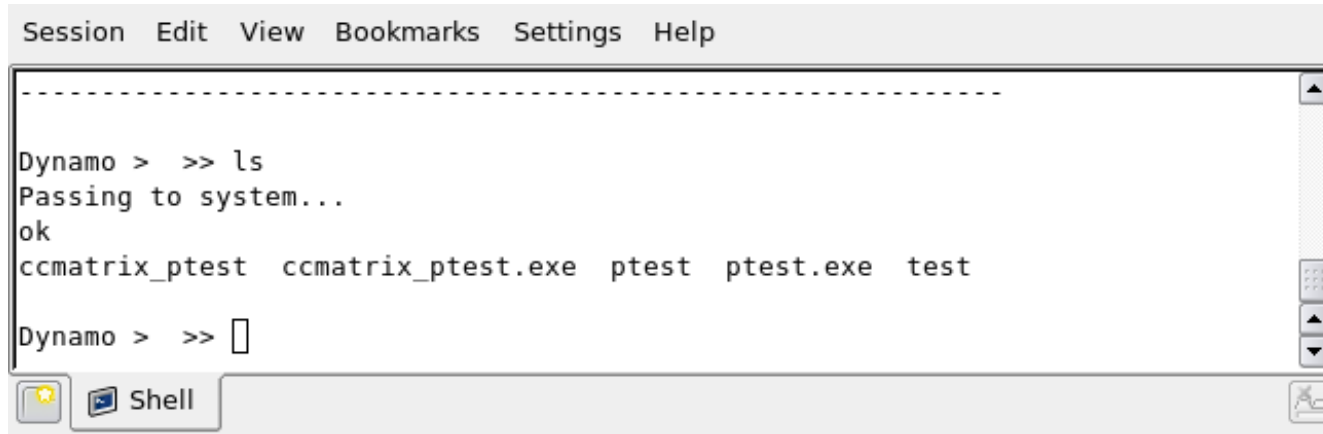 Session Edit View Bookmarks Settings Help
-------------------------------------------------------------
Dynamo >  >> ls
Passing to system...
ok
ccmatrix_ptest  ccmatrix_ptest.exe  ptest  ptest.exe  test
Dynamo >  >>
Shell